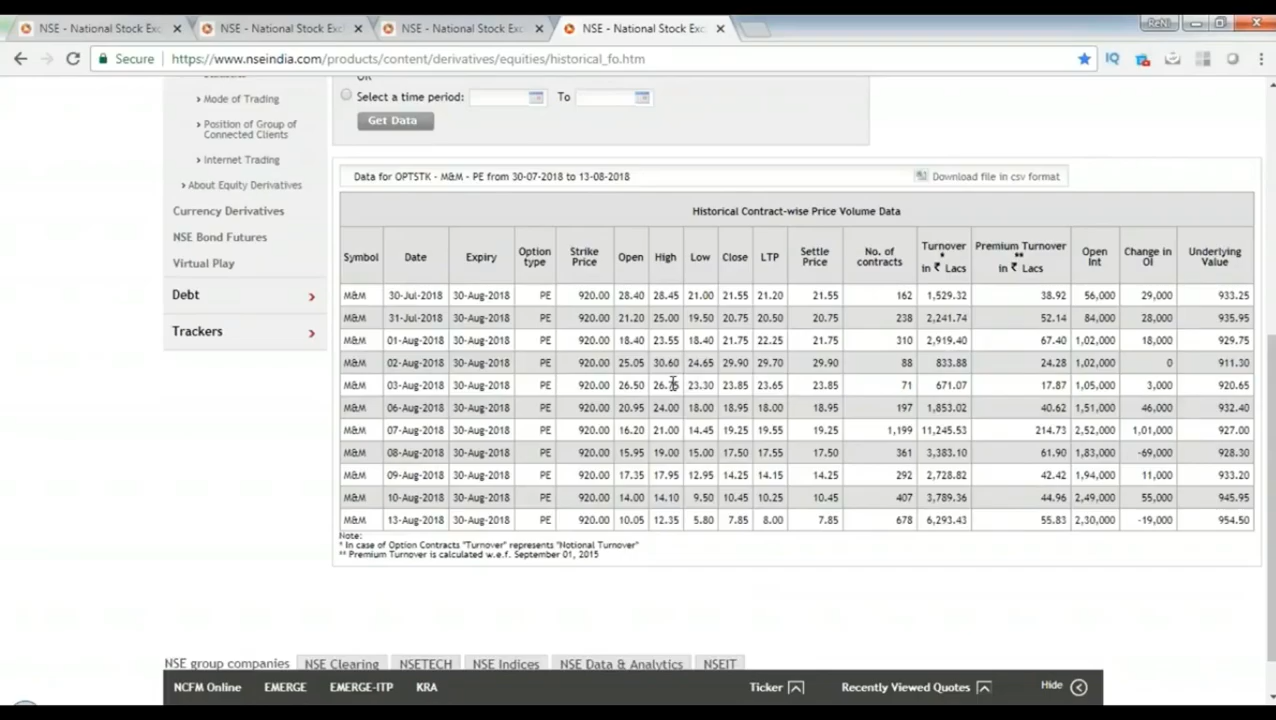 NSE - National Stock Exc
NSE - National Stock Exc
NSE - National Stock Exc
NSE - National Stock Exc
ReNi
Secure https://www.nseindia.com/products/content/derivatives/equities/historical_fo.htm
IQ
OR
› Mode of Trading
› Position of Group of
Connected Clients
› Internet Trading
› About Equity Derivatives
Currency Derivatives
NSE Bond Futures
Virtual Play
Debt
Trackers
Select a time period: To
Get Data
Data for OPTSTK - M&M - PE from 30-07-2018 to 13-08-2018 Download file in csv format
Historical Contract-wise Price Volume Data
Symbol Date Expiry Option type Strike Price Open High Low Close LTP Settle Price No. of contracts Turnover * in ₹ Lacs Premium Turnover ** in ₹ Lacs Open Int Change in OI Underlying Value
M&M 30-Jul-2018 30-Aug-2018 PE 920.00 28.40 28.45 21.00 21.55 21.20 21.55 162 1,529.32 38.92 56,000 29,000 933.25
M&M 31-Jul-2018 30-Aug-2018 PE 920.00 21.20 25.00 19.50 20.75 20.50 20.75 238 2,241.74 52.14 84,000 28,000 935.95
M&M 01-Aug-2018 30-Aug-2018 PE 920.00 18.40 23.55 18.40 21.75 22.25 21.75 310 2,919.40 67.40 1,02,000 18,000 929.75
M&M 02-Aug-2018 30-Aug-2018 PE 920.00 25.05 30.60 24.65 29.90 29.70 29.90 88 833.88 24.28 1,02,000 0 911.30
M&M 03-Aug-2018 30-Aug-2018 PE 920.00 26.50 23.30 23.85 23.65 23.85 71 671.07 17.87 1,05,000 3,000 920.65
M&M 06-Aug-2018 30-Aug-2018 PE 920.00 20.95 24.00 18.00 18.95 18.00 18.95 197 1,853.02 40.62 1,51,000 46,000 932.40
M&M 07-Aug-2018 30-Aug-2018 PE 920.00 16.20 21.00 14.45 19.25 19.55 19.25 1,199 11,245.53 214.73 2,52,000 1,01,000 927.00
M&M 08-Aug-2018 30-Aug-2018 PE 920.00 15.95 19.00 15.00 17.50 17.55 17.50 361 3,383.10 61.90 1,83,000 -69,000 928.30
M&M 09-Aug-2018 30-Aug-2018 PE 920.00 17.35 17.95 12.95 14.25 14.15 14.25 292 2,728.82 42.42 1,94,000 11,000 933.20
M&M 10-Aug-2018 30-Aug-2018 PE 920.00 14.00 14.10 9.50 10.45 10.25 10.45 407 3,789.36 44.96 2,49,000 55,000 945.95
M&M 13-Aug-2018 30-Aug-2018 PE 920.00 10.05 12.35 5.80 7.85 8.00 7.85 678 6,293.43 55.83 2,30,000 -19,000 954.50
Note:
* In case of Option Contracts "Turnover" represents "Notional Turnover"
** Premium Turnover is calculated w.e.f. September 01, 2015
NSE group companies NSE Clearing NSETECH NSE Indices NSE Data & Analytics NSEIT
NCFM Online EMERGE EMERGE-ITP KRA Ticker Recently Viewed Quotes Hide